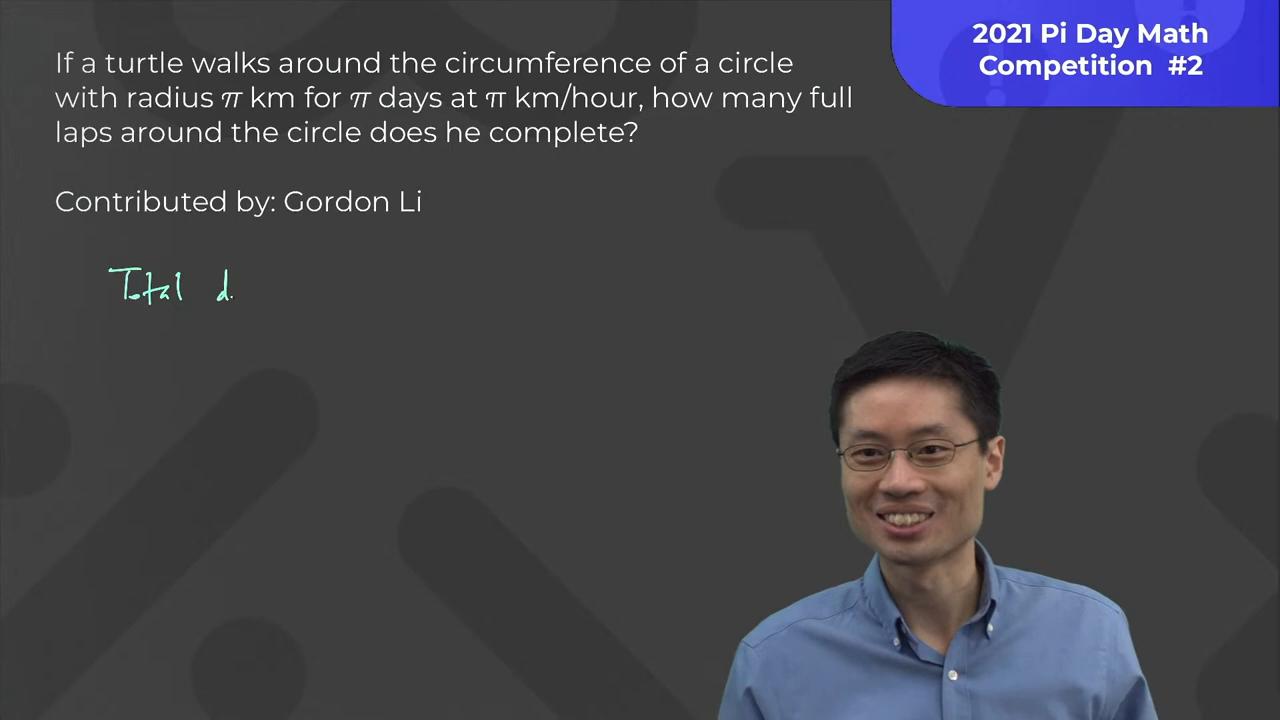 If a turtle walks around the circumference of a circle
with radius π km for π days at π km/hour, how many full
laps around the circle does he complete?
Contributed by: Gordon Li
2021 Pi Day Math
Competition #2
Total d